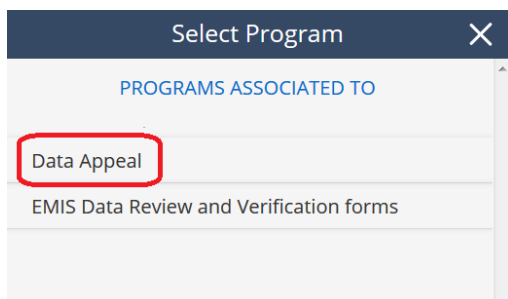 Select Program
PROGRAMS ASSOCIATED TO
Data Appeal
EMIS Data Review and Verification forms